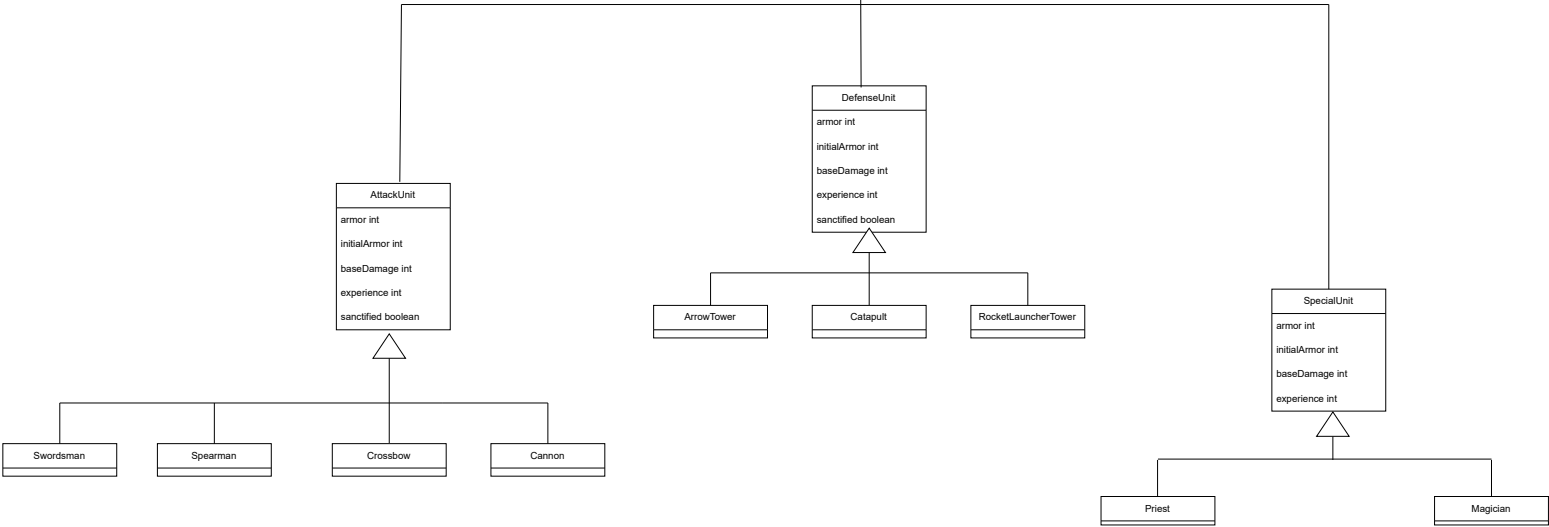 DefenseUnit
armor int
initialArmor int
baseDamage int
experience int
sanctified boolean
AttackUnit
armor int
initialArmor int
baseDamage int
experience int
sanctified boolean
SpecialUnit
armor int
initialArmor int
baseDamage int
experience int
ArrowTower
Catapult
RocketLauncherTower
Swordsman
Spearman
Crossbow
Cannon
Priest
Magician